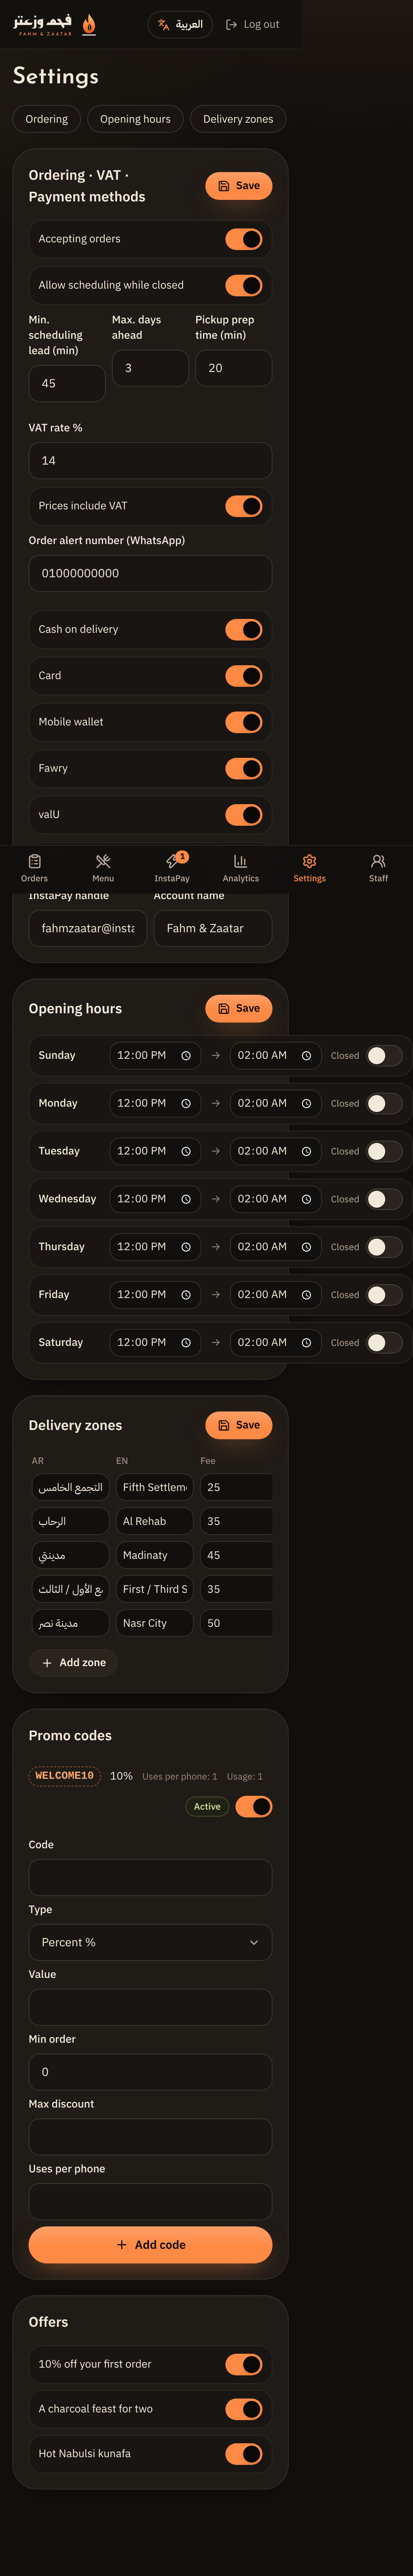 فحم وزعتر
FAHM & ZAATAR
العربية
Log out
Settings
Ordering
Opening hours
Delivery zones
Ordering · VAT ·
Payment methods
Save
Accepting orders
Allow scheduling while closed
Min.
scheduling
lead (min)
Max. days
ahead
Pickup prep
time (min)
45
3
20
VAT rate %
14
Prices include VAT
Order alert number (WhatsApp)
01000000000
Cash on delivery
Card
Mobile wallet
Fawry
valU
1
Orders
Menu
InstaPay
Analytics
Settings
Staff
InstaPay handle
Account name
fahmzaatar@insta
Fahm & Zaatar
Opening hours
Save
Sunday 12:00 PM → 02:00 AM Closed
Monday 12:00 PM → 02:00 AM Closed
Tuesday 12:00 PM → 02:00 AM Closed
Wednesday 12:00 PM → 02:00 AM Closed
Thursday 12:00 PM → 02:00 AM Closed
Friday 12:00 PM → 02:00 AM Closed
Saturday 12:00 PM → 02:00 AM Closed
Delivery zones
Save
AR EN Fee
التجمع الخامس
Fifth Settlem
25
الرحاب
Al Rehab
35
مدينتي
Madinaty
45
ع الأول / الثالث
First / Third S
35
مدينة نصر
Nasr City
50
+ Add zone
Promo codes
WELCOME10 10% Uses per phone: 1 Usage: 1
Active
Code
Type
Percent %
Value
Min order
0
Max discount
Uses per phone
+ Add code
Offers
10% off your first order
A charcoal feast for two
Hot Nabulsi kunafa